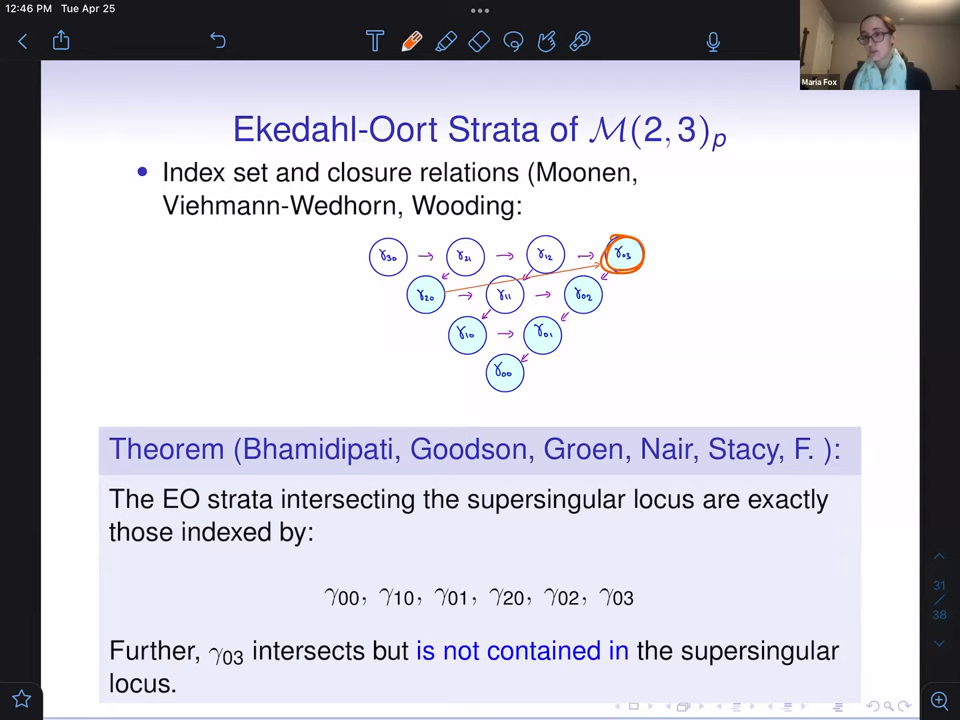 12:46 PM Tue Apr 25
Maria Fox
Ekedahl-Oort Strata of ℳ(2, 3)ₚ
• Index set and closure relations (Moonen,
Viehmann-Wedhorn, Wooding:
γ₃₀ → γ₂₁ → γ₁₂ → γ₀₃
γ₂₀ → γ₁₁ → γ₀₂
γ₁₀ → γ₀₁
γ₀₀
Theorem (Bhamidipati, Goodson, Groen, Nair, Stacy, F. ):
The EO strata intersecting the supersingular locus are exactly
those indexed by:
γ₀₀, γ₁₀, γ₀₁, γ₂₀, γ₀₂, γ₀₃
Further, γ₀₃ intersects but is not contained in the supersingular
locus.
31
/
38